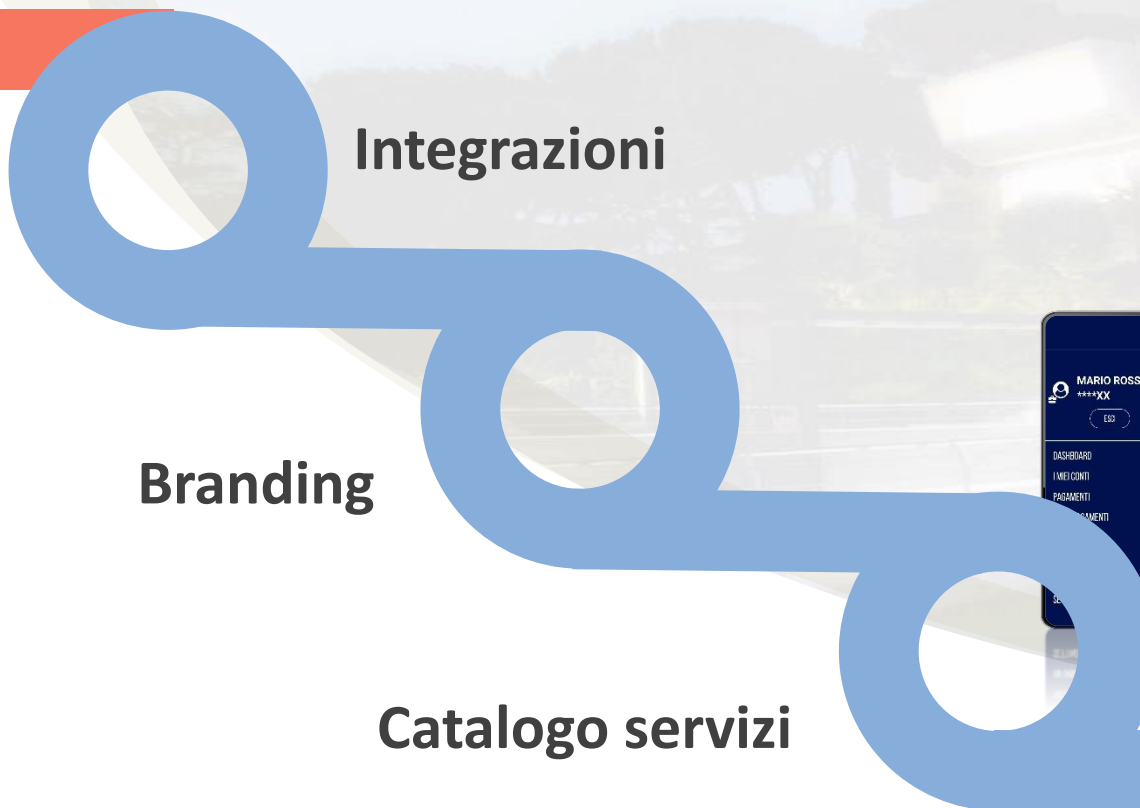 Integrazioni
MARIO ROSS
****XX
ESCI
DASHBOARD
I MIEI CONTI
PAGAMENTI
Branding
Catalogo servizi